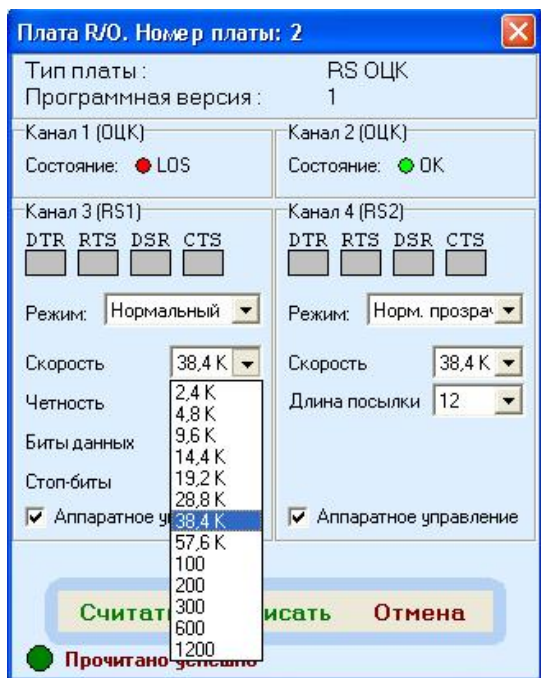 Плата R/O. Номер платы: 2
Тип платы: RS ОЦК
Программная версия: 1
Канал 1 (ОЦК)
Состояние: LOS
Канал 2 (ОЦК)
Состояние: OK
Канал 3 (RS1)
DTR RTS DSR CTS
Режим: Нормальный
Скорость 38,4 K
Четность
Биты данных
Стоп-биты
Аппаратное у
2,4 K
4,8 K
9,6 K
14,4 K
19,2 K
28,8 K
38,4 K
57,6 K
100
200
300
600
1200
Канал 4 (RS2)
DTR RTS DSR CTS
Режим: Норм. прозрач
Скорость 38,4 K
Длина посылки 12
Аппаратное управление
Считат исать Отмена
Прочитано успешно